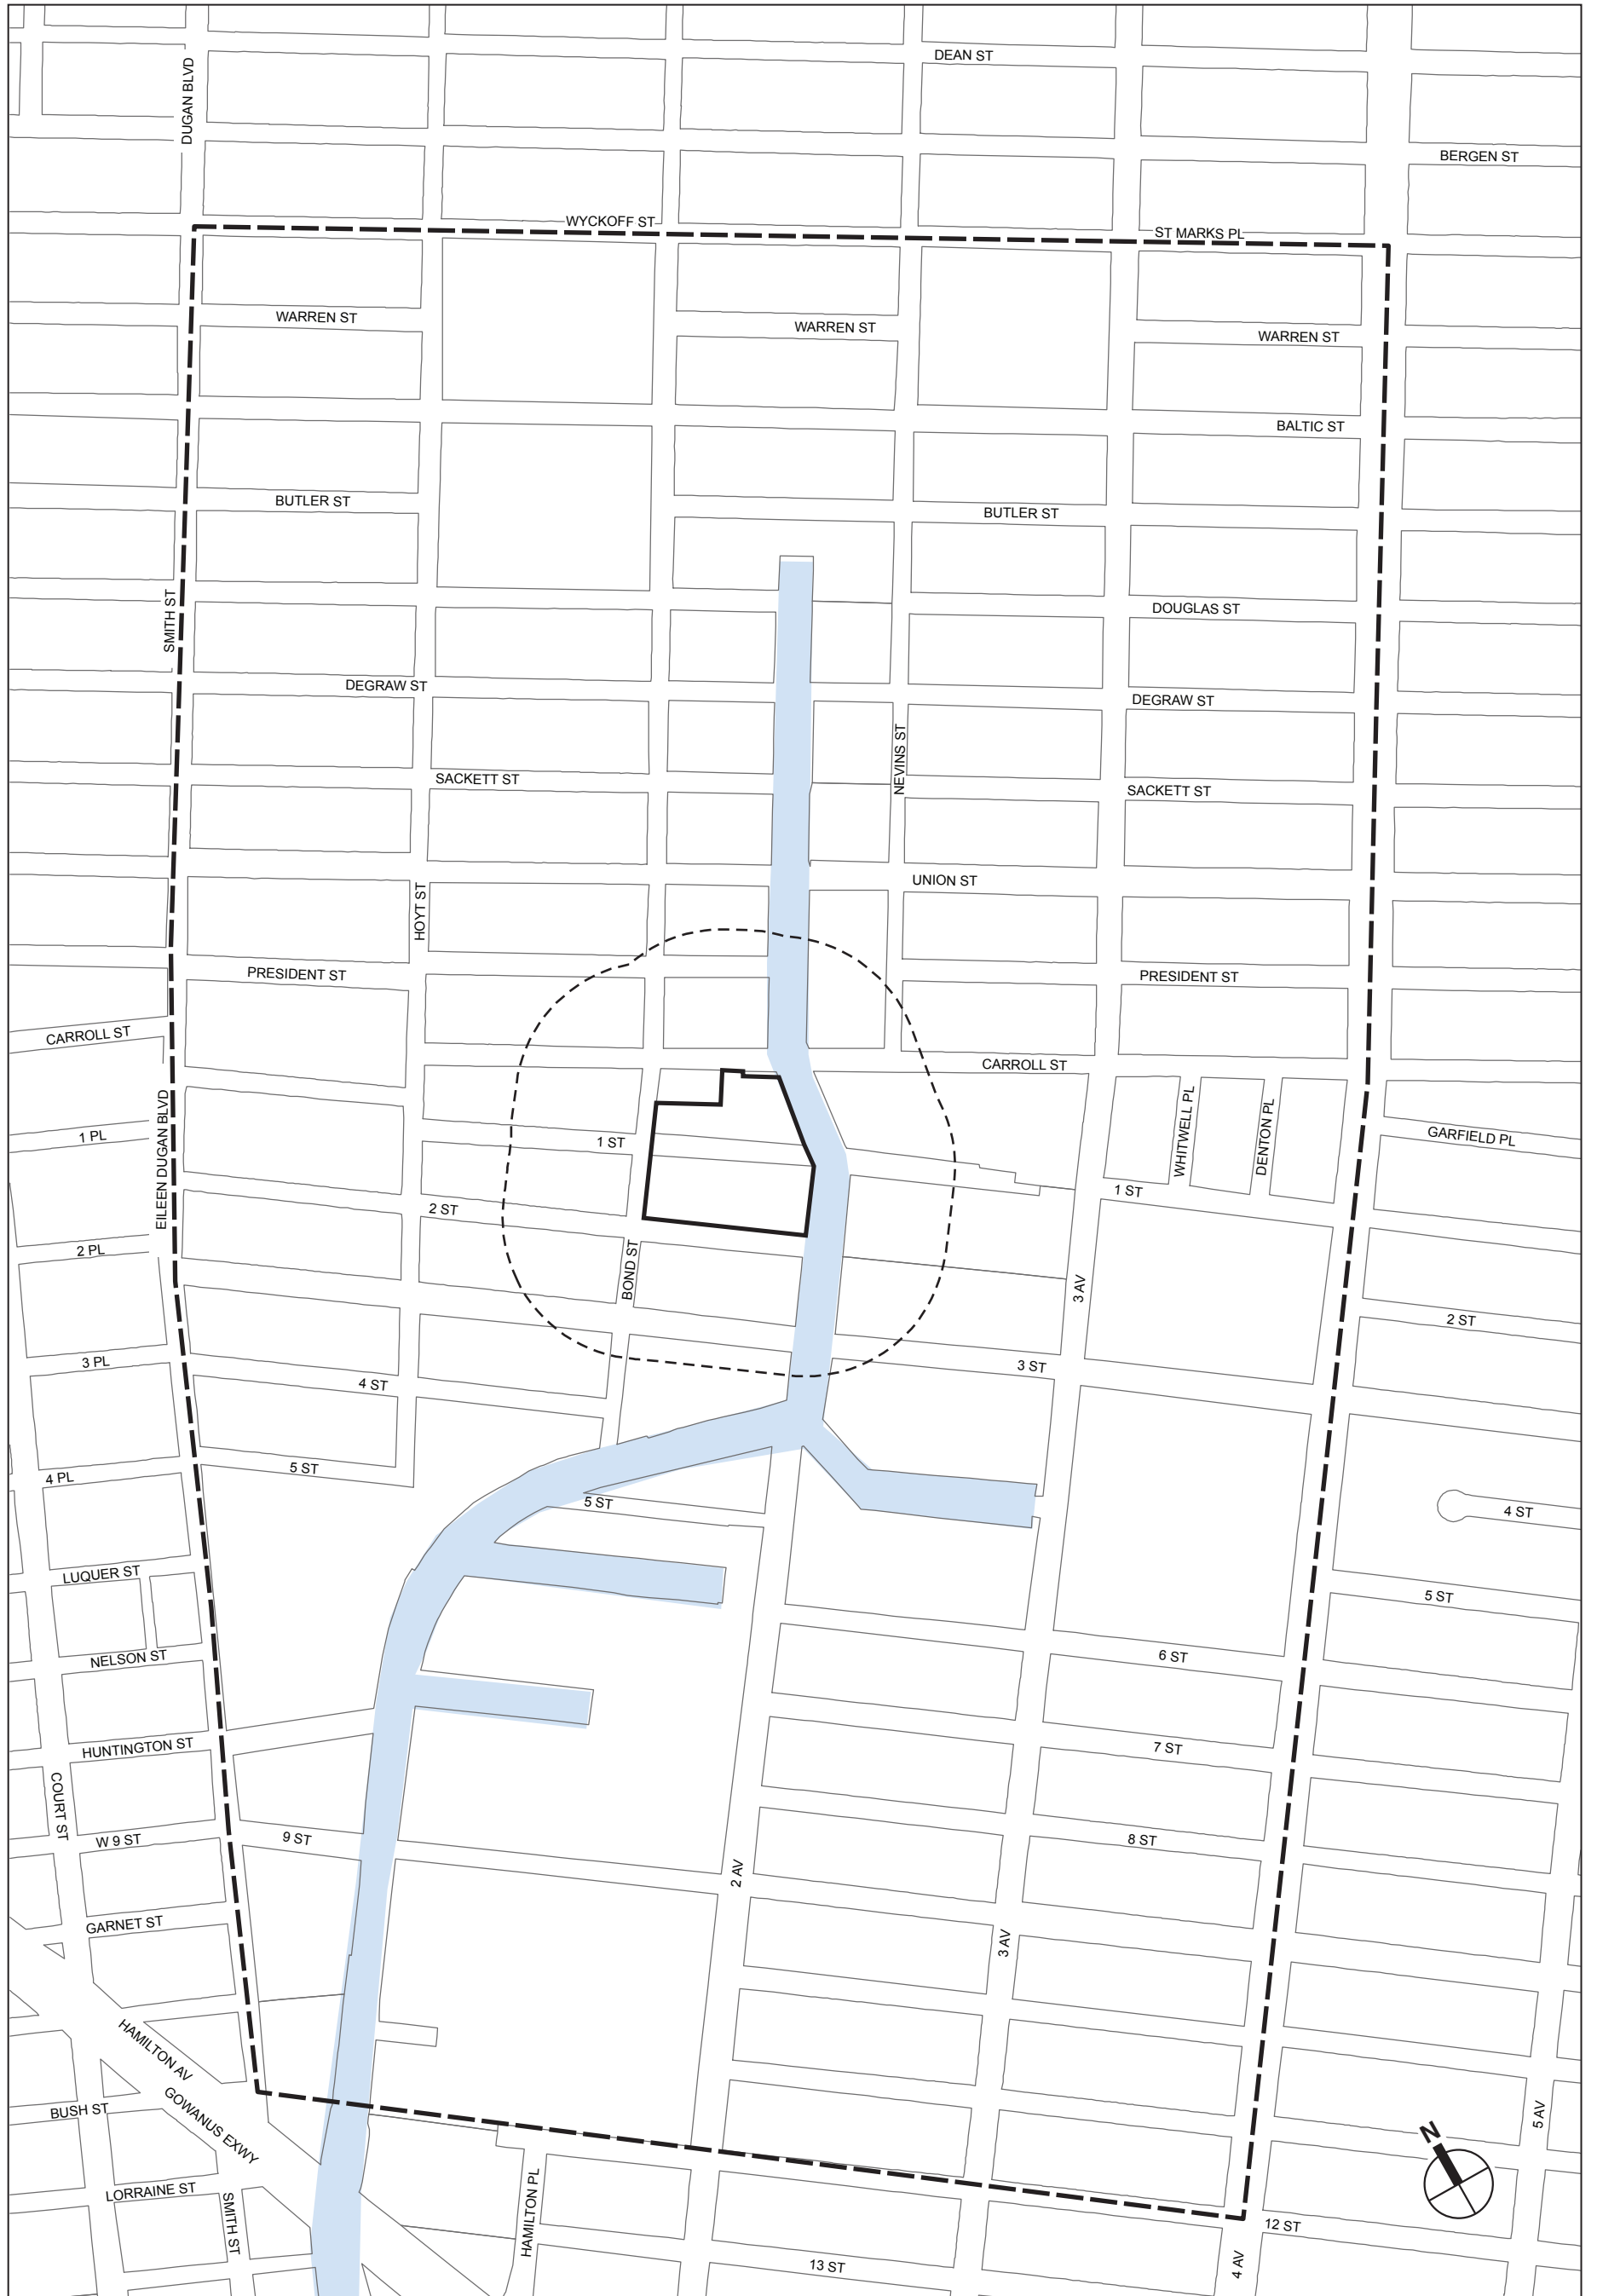 DEAN ST
DUGAN BLVD
BERGEN ST
WYCKOFF ST
ST MARKS PL
WARREN ST
WARREN ST
WARREN ST
BALTIC ST
BUTLER ST
BUTLER ST
SMITH ST
DOUGLAS ST
DEGRAW ST
DEGRAW ST
NEVINS ST
SACKETT ST
SACKETT ST
UNION ST
HOYT ST
PRESIDENT ST
PRESIDENT ST
CARROLL ST
CARROLL ST
EILEEN DUGAN BLVD
1 PL
1 ST
WHITWELL PL
DENTON PL
GARFIELD PL
1 ST
2 ST
2 PL
BOND ST
3 AV
2 ST
3 PL
3 ST
4 ST
4 PL
5 ST
5 ST
4 ST
LUQUER ST
5 ST
NELSON ST
6 ST
HUNTINGTON ST
7 ST
COURT ST
W 9 ST
9 ST
8 ST
2 AV
GARNET ST
3 AV
HAMILTON AV
GOWANUS EXWY
BUSH ST
5 AV
N
LORRAINE ST
SMITH ST
HAMILTON PL
12 ST
13 ST
4 AV